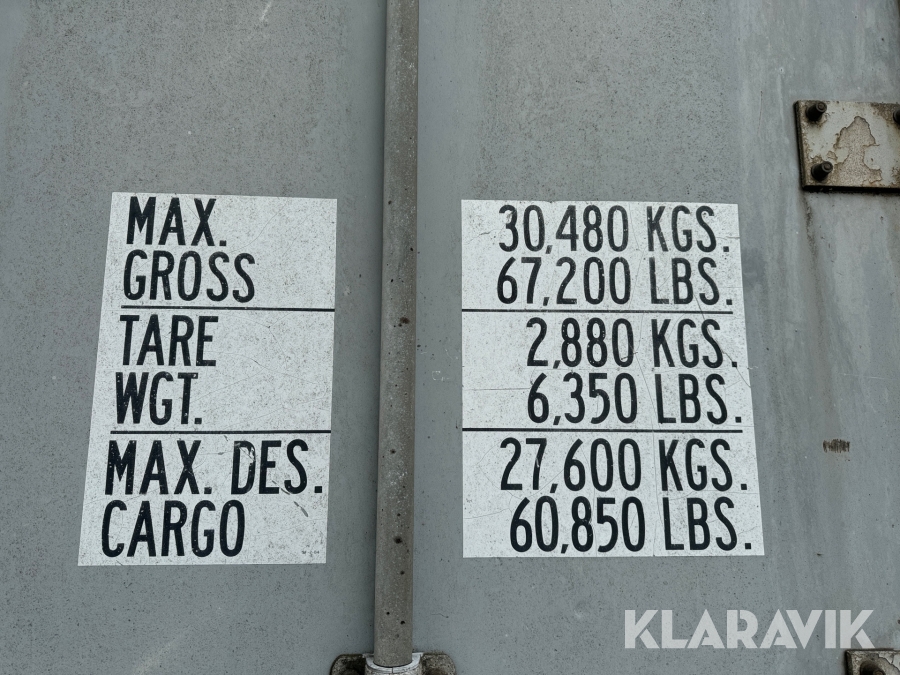 MAX. 30,480 KGS.
GROSS 67,200 LBS.
TARE 2,880 KGS.
WGT. 6,350 LBS.
MAX. DES. 27,600 KGS.
CARGO 60,850 LBS.
KLARAVIK